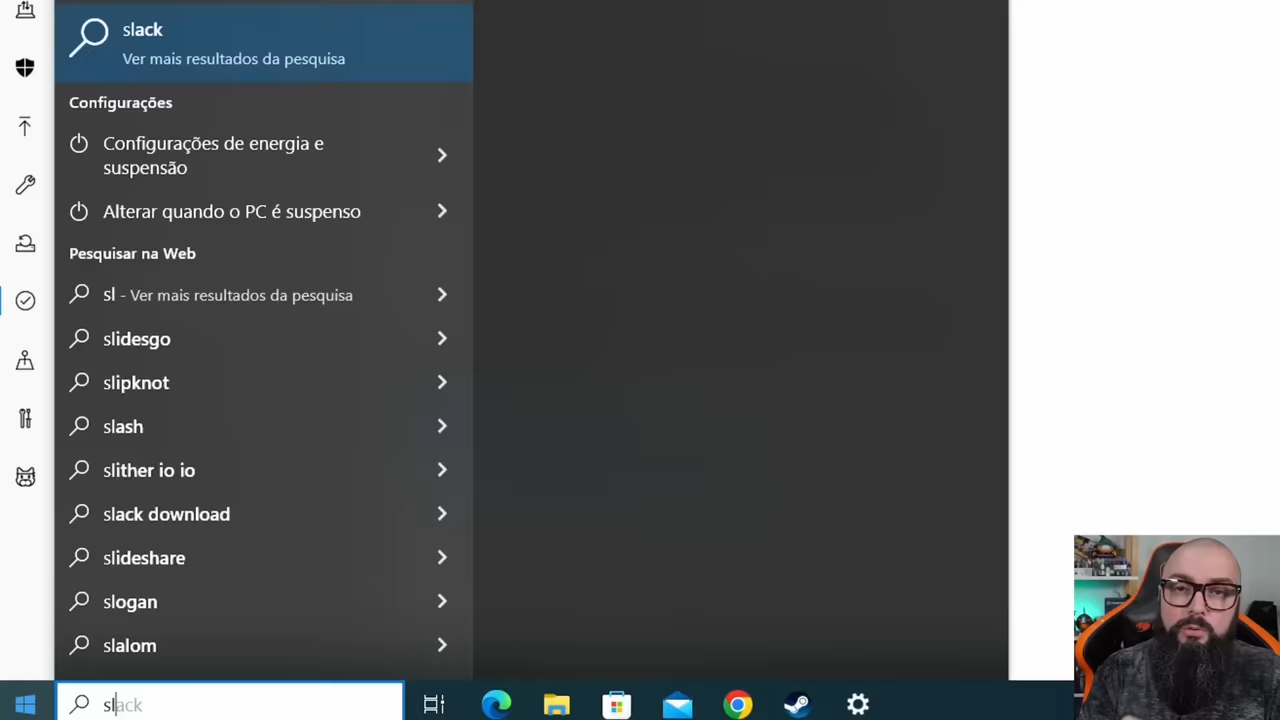 slack
Ver mais resultados da pesquisa
Configurações
Configurações de energia e
suspensão
Alterar quando o PC é suspenso
Pesquisar na Web
sl - Ver mais resultados da pesquisa
slidesgo
slipknot
slash
slither io io
slack download
slideshare
slogan
slalom
slack